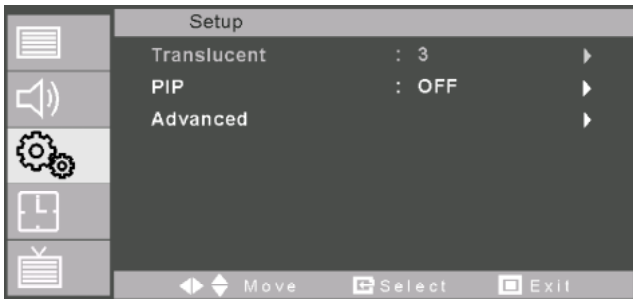 Setup
Translucent : 3
PIP : OFF
Advanced
Move Select Exit